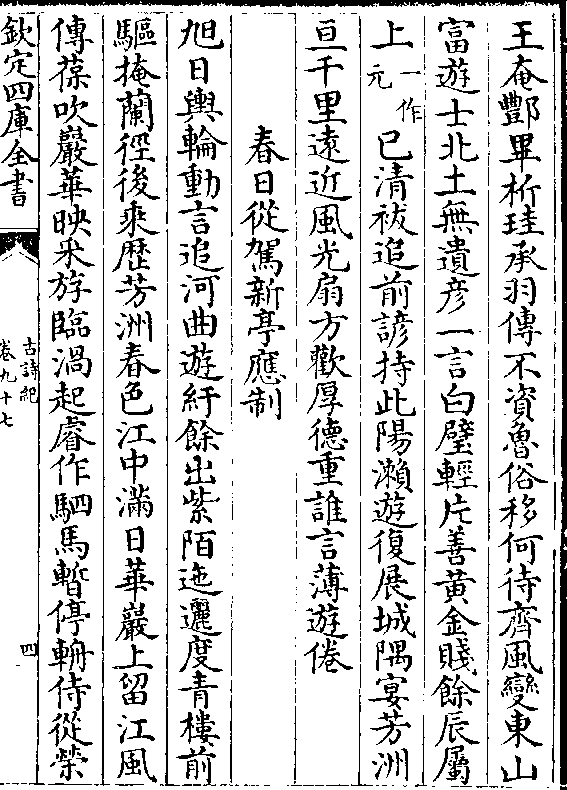 王奄酆畢析珪承羽傳不資魯俗移何待齊風變東山
富遊士北土無遺彦一言白璧輕片善黄金賤餘辰屬
上一作元已清祓追前諺持此陽瀨遊復展城隅宴芳洲
亘千里遠近風光扇方歡厚德重誰言薄遊倦
春日從駕新亭應制
旭日輿輪動言追河曲遊紆餘出紫陌迤邐度青樓前
驅掩蘭徑後乘歴芳洲春色江中滿日華巖上留江風
傳葆吹巖華映采斿臨渦起睿作駟馬暫停輈侍從榮
欽定四庫全書
古詩紀
卷九十七
四